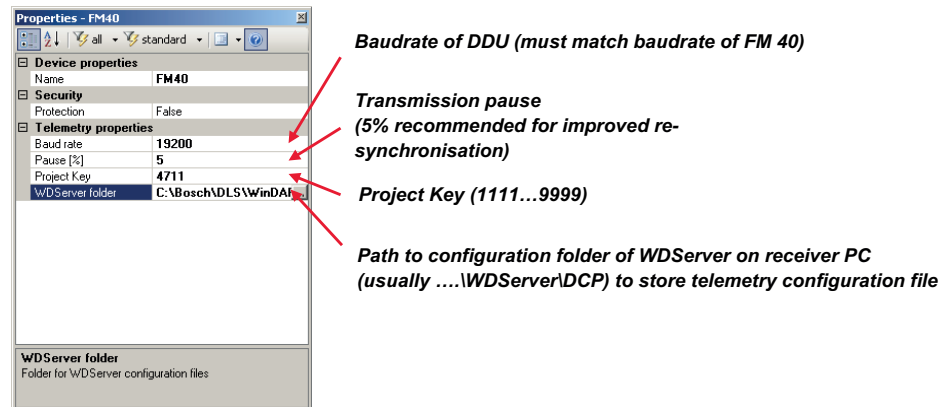 Properties - FM40
all standard
Device properties
Name FM40
Security
Protection False
Telemetry properties
Baud rate 19200
Pause [%] 5
Project Key 4711
WDServer folder C:\Bosch\DLS\WinDAR
WDServer folder
Folder for WDServer configuration files
Baudrate of DDU (must match baudrate of FM 40)
Transmission pause
(5% recommended for improved re-
synchronisation)
Project Key (1111…9999)
Path to configuration folder of WDServer on receiver PC
(usually ….\WDServer\DCP) to store telemetry configuration file